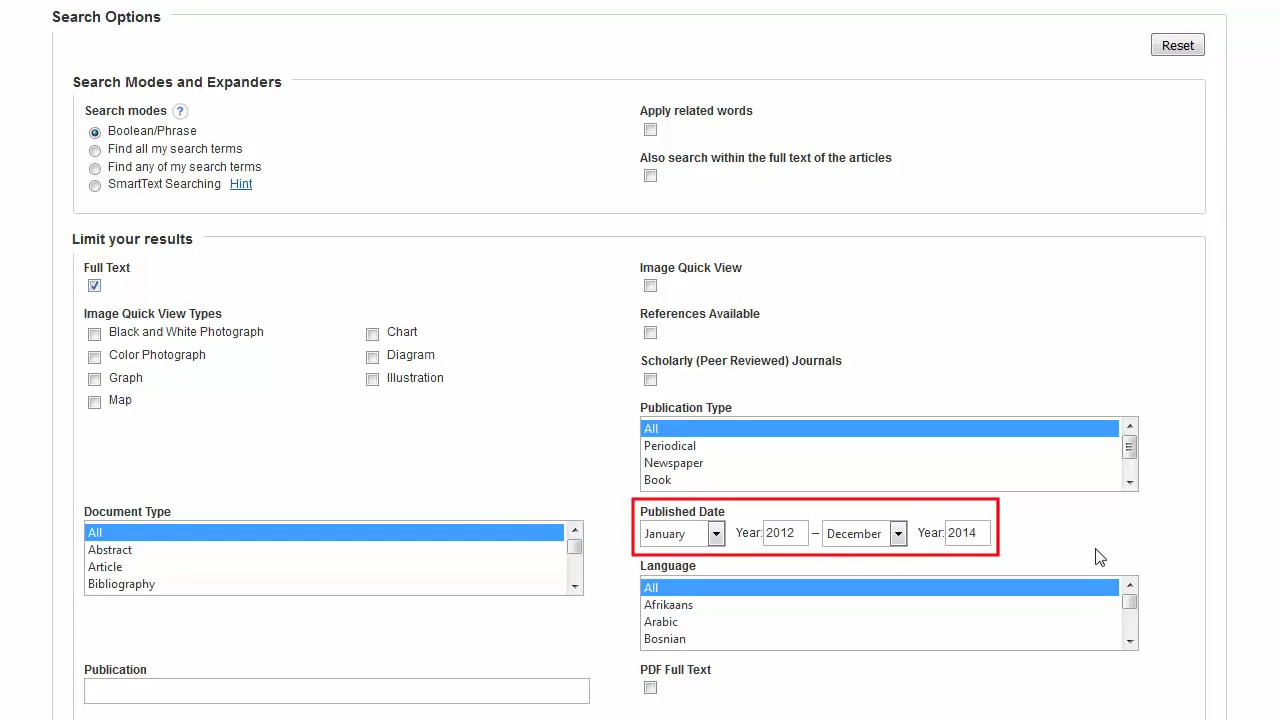 Search Options
Reset
Search Modes and Expanders
Search modes ?
Boolean/Phrase
Find all my search terms
Find any of my search terms
SmartText Searching Hint
Apply related words
Also search within the full text of the articles
Limit your results
Full Text
Image Quick View
Image Quick View Types
Black and White Photograph
Chart
Color Photograph
Diagram
Graph
Illustration
Map
References Available
Scholarly (Peer Reviewed) Journals
Publication Type
All
Periodical
Newspaper
Book
Document Type
All
Abstract
Article
Bibliography
Published Date
January Year: 2012 – December Year: 2014
Language
All
Afrikaans
Arabic
Bosnian
Publication
PDF Full Text